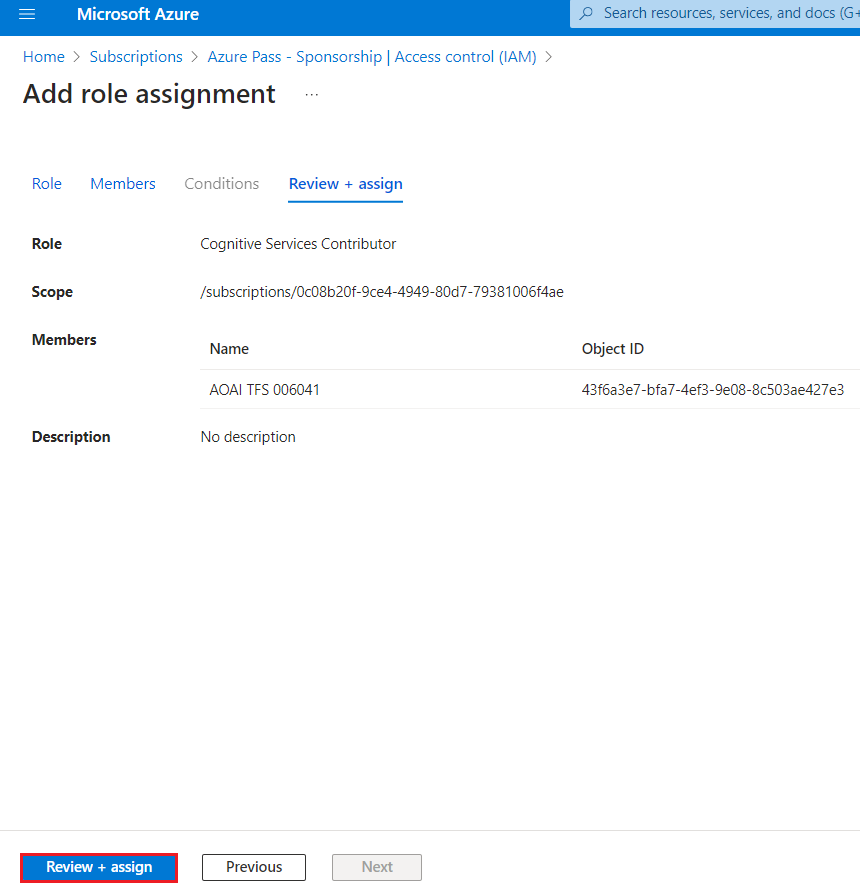 Microsoft Azure
Search resources, services, and docs (G+
Home > Subscriptions > Azure Pass - Sponsorship | Access control (IAM) >
Add role assignment ...
Role Members Conditions Review + assign
Role Cognitive Services Contributor
Scope /subscriptions/0c08b20f-9ce4-4949-80d7-79381006f4ae
Members Name Object ID
AOAI TFS 006041 43f6a3e7-bfa7-4ef3-9e08-8c503ae427e3
Description No description
Review + assign Previous Next